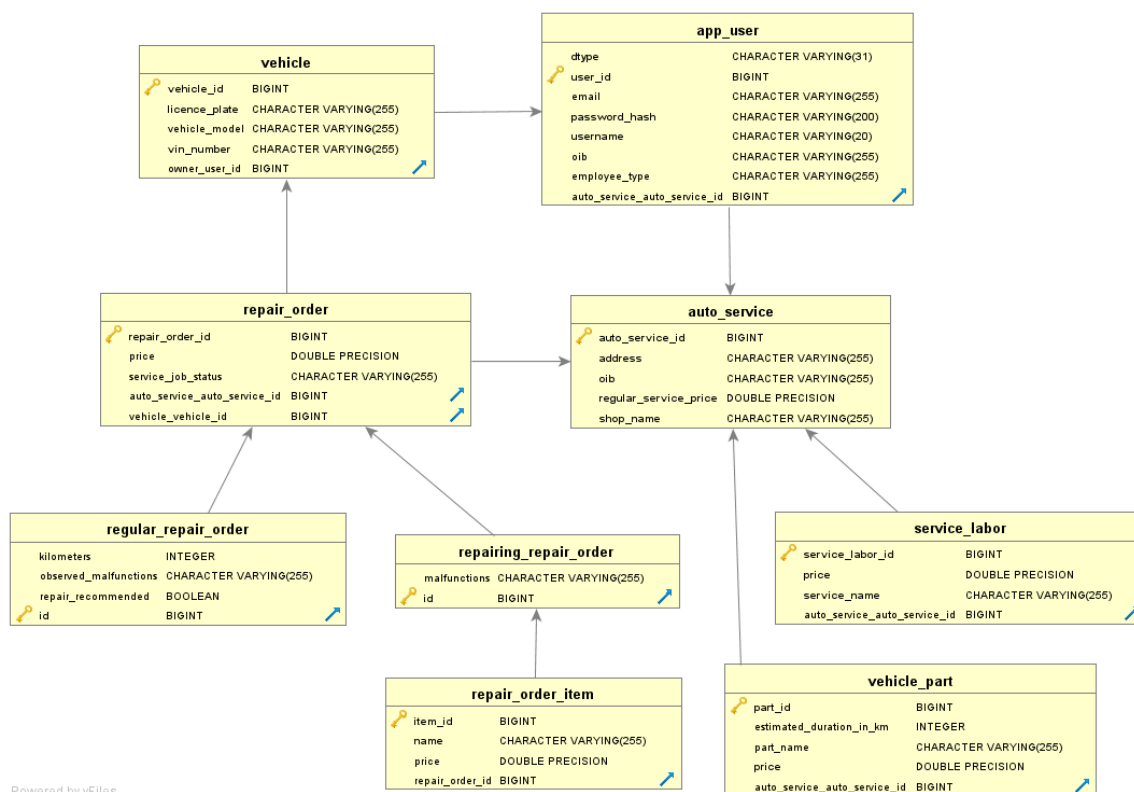 app_user
dtype CHARACTER VARYING(31)
user_id BIGINT
email CHARACTER VARYING(255)
password_hash CHARACTER VARYING(200)
username CHARACTER VARYING(20)
oib CHARACTER VARYING(255)
employee_type CHARACTER VARYING(255)
auto_service_auto_service_id BIGINT
vehicle
vehicle_id BIGINT
licence_plate CHARACTER VARYING(255)
vehicle_model CHARACTER VARYING(255)
vin_number CHARACTER VARYING(255)
owner_user_id BIGINT
repair_order
repair_order_id BIGINT
price DOUBLE PRECISION
service_job_status CHARACTER VARYING(255)
auto_service_auto_service_id BIGINT
vehicle_vehicle_id BIGINT
auto_service
auto_service_id BIGINT
address CHARACTER VARYING(255)
oib CHARACTER VARYING(255)
regular_service_price DOUBLE PRECISION
shop_name CHARACTER VARYING(255)
regular_repair_order
kilometers INTEGER
observed_malfunctions CHARACTER VARYING(255)
repair_recommended BOOLEAN
id BIGINT
repairing_repair_order
malfunctions CHARACTER VARYING(255)
id BIGINT
service_labor
service_labor_id BIGINT
price DOUBLE PRECISION
service_name CHARACTER VARYING(255)
auto_service_auto_service_id BIGINT
repair_order_item
item_id BIGINT
name CHARACTER VARYING(255)
price DOUBLE PRECISION
repair_order_id BIGINT
vehicle_part
part_id BIGINT
estimated_duration_in_km INTEGER
part_name CHARACTER VARYING(255)
price DOUBLE PRECISION
auto_service_auto_service_id BIGINT
Powered by yFiles